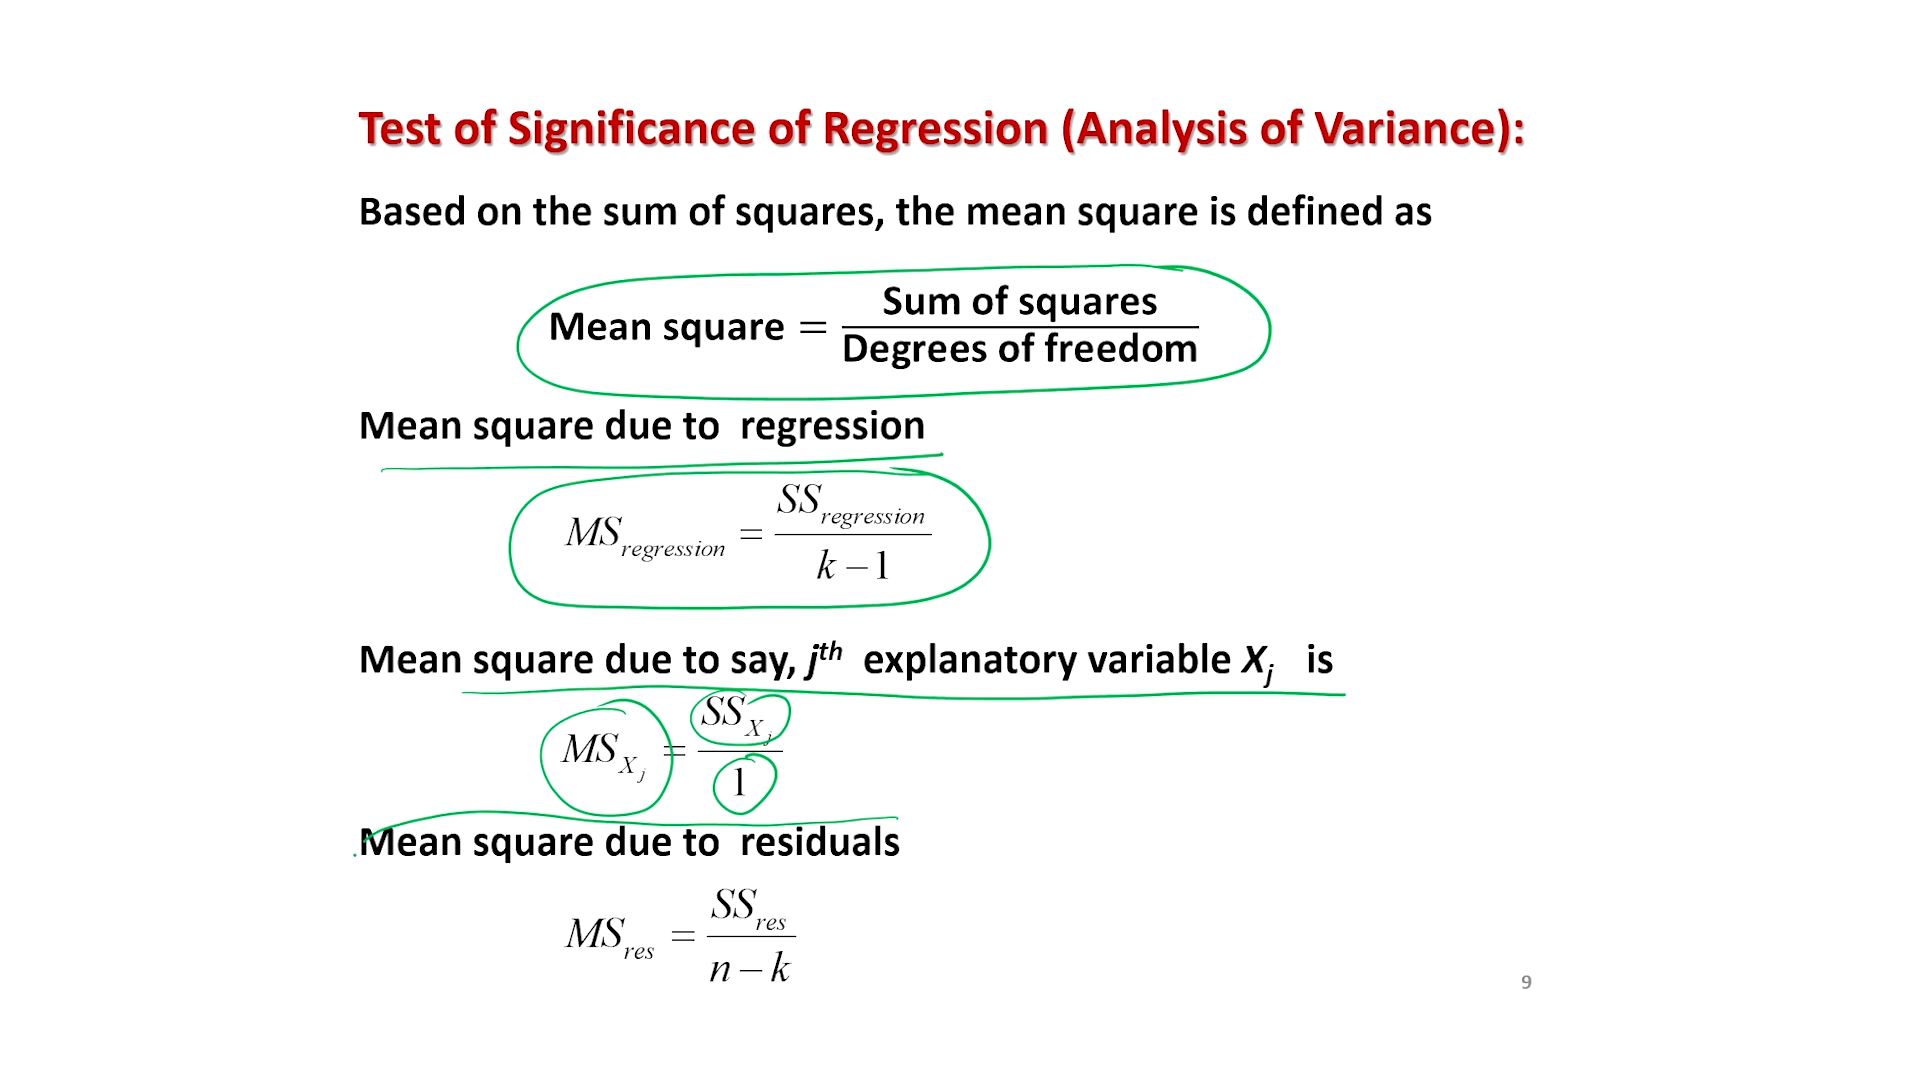 Test of Significance of Regression (Analysis of Variance):
Based on the sum of squares, the mean square is defined as
Mean square = Sum of squares / Degrees of freedom
Mean square due to regression
MS_regression = SS_regression / k – 1
Mean square due to say, j^th explanatory variable X_j is
MS_X_j = SS_X_j / 1
Mean square due to residuals
MS_res = SS_res / n – k
9